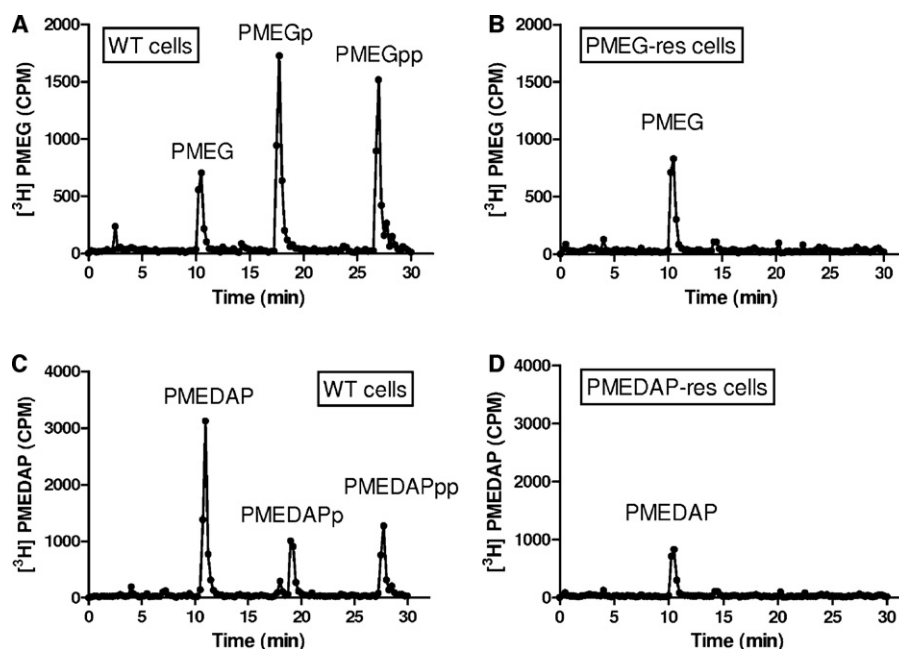 A
WT cells
[³H] PMEG (CPM)
2000
1500
1000
500
0
PMEG
PMEGp
PMEGpp
0 5 10 15 20 25 30
Time (min)
B
PMEG-res cells
[³H] PMEG (CPM)
2000
1500
1000
500
0
PMEG
0 5 10 15 20 25 30
Time (min)
C
WT cells
[³H] PMEDAP (CPM)
4000
3000
2000
1000
0
PMEDAP
PMEDAPp
PMEDAPpp
0 5 10 15 20 25 30
Time (min)
D
PMEDAP-res cells
[³H] PMEDAP (CPM)
4000
3000
2000
1000
0
PMEDAP
0 5 10 15 20 25 30
Time (min)